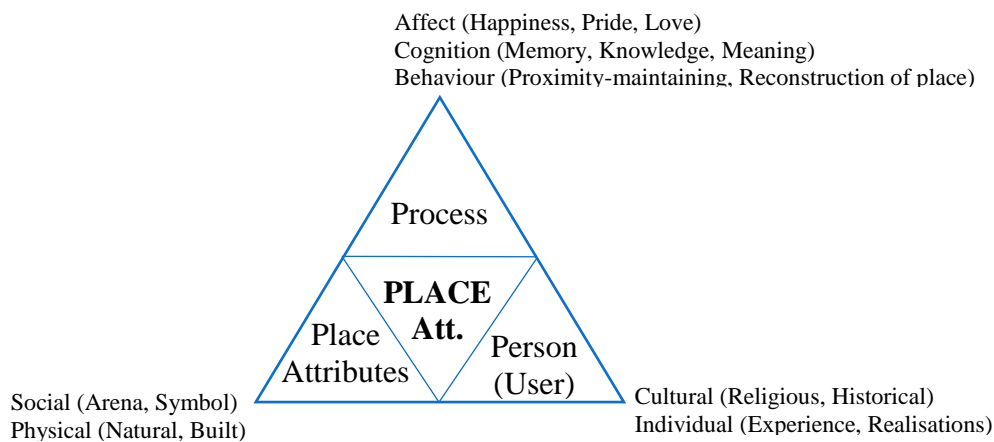 Affect (Happiness, Pride, Love)
Cognition (Memory, Knowledge, Meaning)
Behaviour (Proximity-maintaining, Reconstruction of place)
Process
PLACE
Att.
Place
Attributes
Person
(User)
Social (Arena, Symbol)
Physical (Natural, Built)
Cultural (Religious, Historical)
Individual (Experience, Realisations)